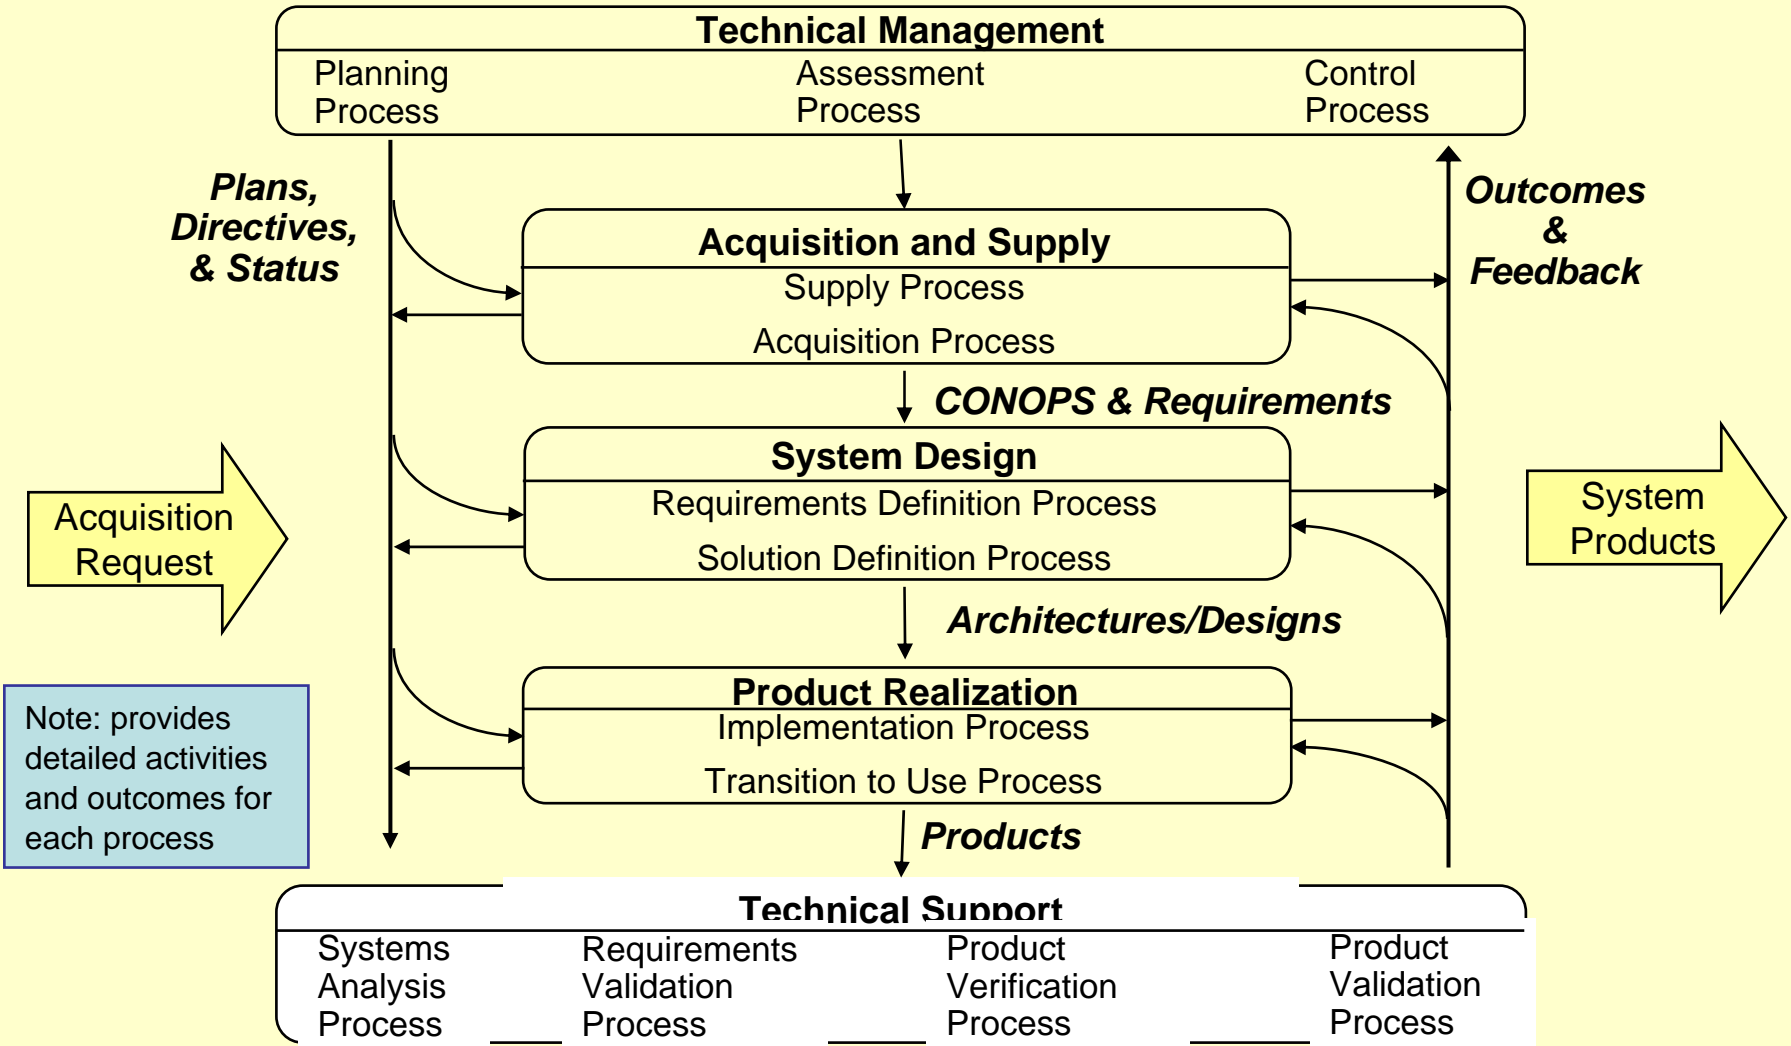 Technical Management
Planning
Process
Assessment
Process
Control
Process
Plans,
Directives,
& Status
Outcomes
&
Feedback
Acquisition and Supply
Supply Process
Acquisition Process
CONOPS & Requirements
System Design
Requirements Definition Process
Solution Definition Process
Acquisition
Request
System
Products
Architectures/Designs
Product Realization
Implementation Process
Transition to Use Process
Note: provides
detailed activities
and outcomes for
each process
Products
Technical Support
Systems
Analysis
Process
Requirements
Validation
Process
Product
Verification
Process
Product
Validation
Process